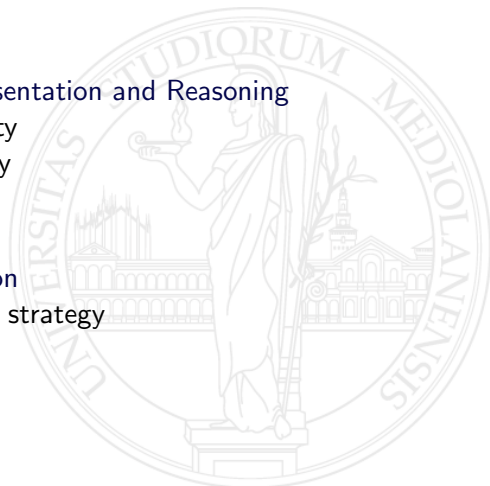 UNIVERSITAS STUDIORUM MEDIOLANENSIS
sentation and Reasoning
ty
y
on
strategy